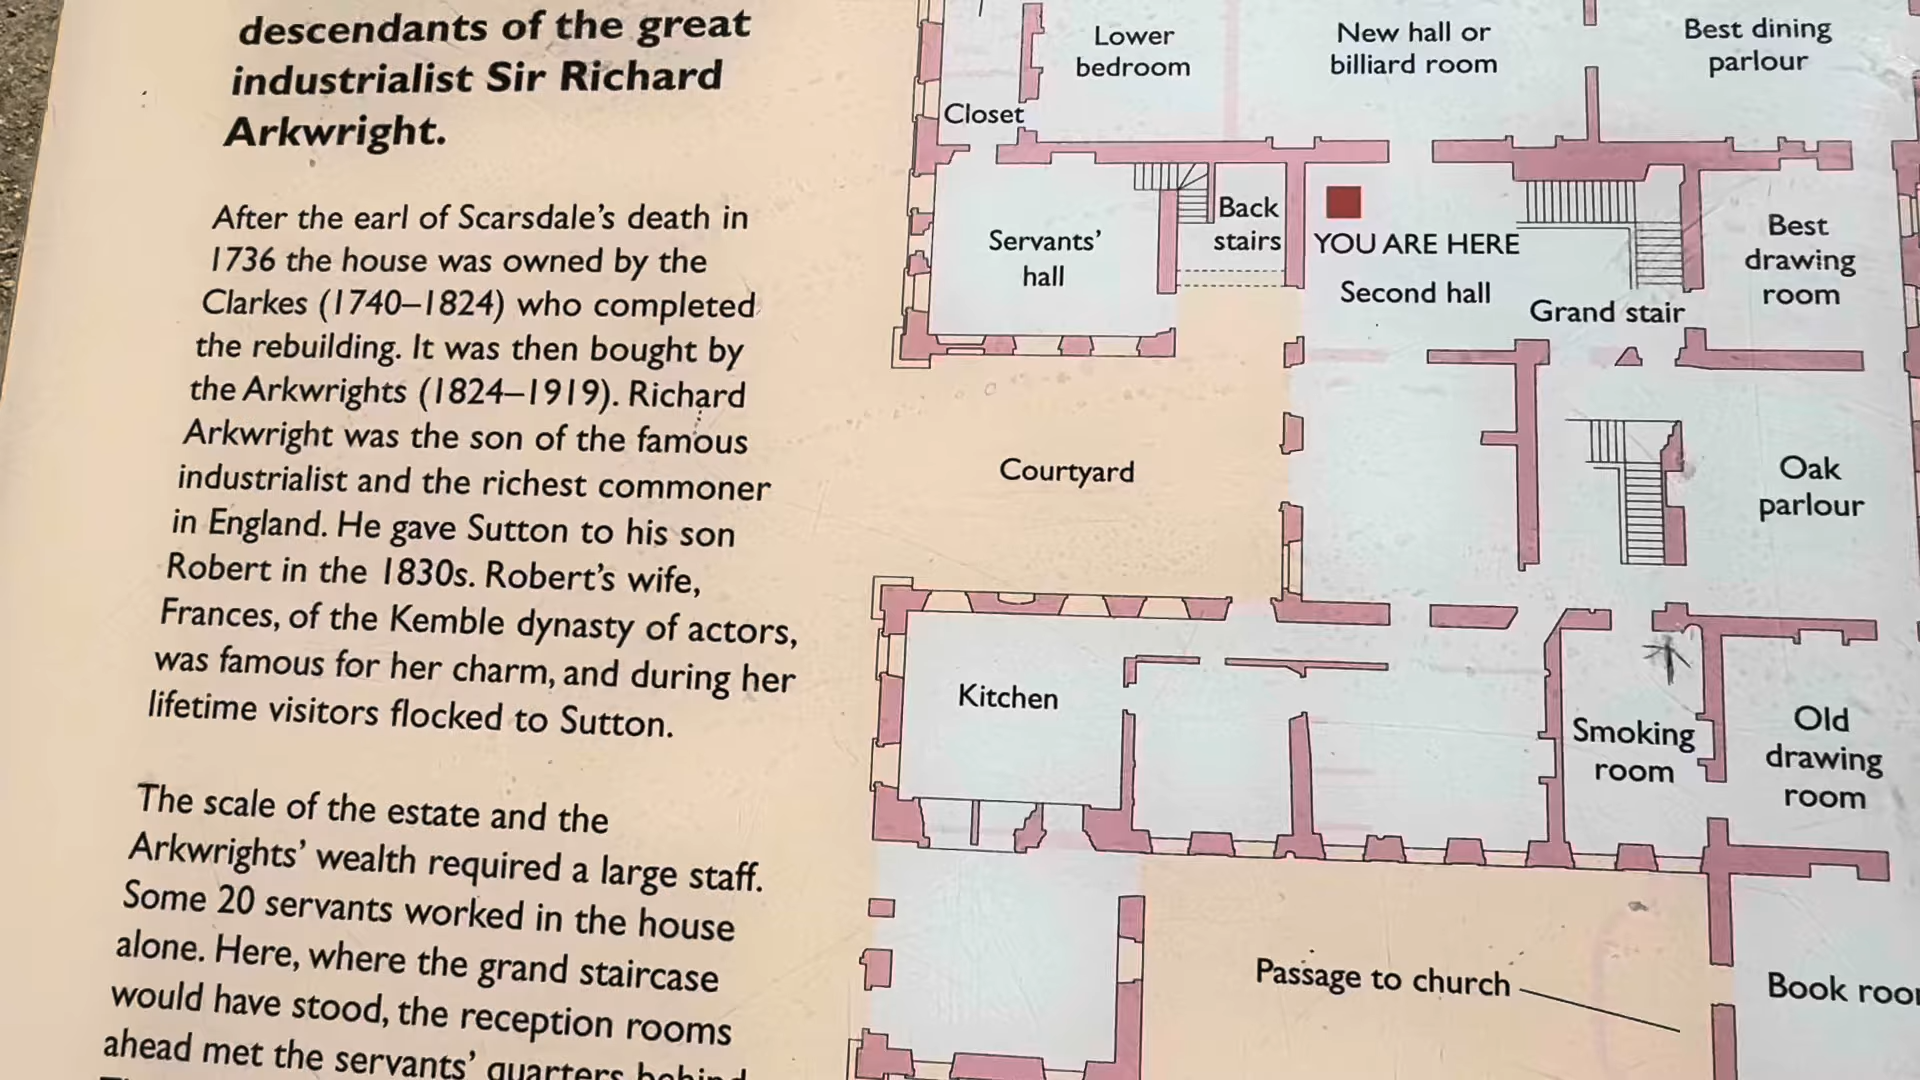 descendants of the great
industrialist Sir Richard
Arkwright.
After the earl of Scarsdale's death in
1736 the house was owned by the
Clarkes (1740–1824) who completed
the rebuilding. It was then bought by
the Arkwrights (1824–1919). Richard
Arkwright was the son of the famous
industrialist and the richest commoner
in England. He gave Sutton to his son
Robert in the 1830s. Robert's wife,
Frances, of the Kemble dynasty of actors,
was famous for her charm, and during her
lifetime visitors flocked to Sutton.
The scale of the estate and the
Arkwrights' wealth required a large staff.
Some 20 servants worked in the house
alone. Here, where the grand staircase
would have stood, the reception rooms
ahead met the servants' quarters behind
Lower
bedroom
New hall or
billiard room
Best dining
parlour
Closet
Servants'
hall
Back
stairs
YOU ARE HERE
Second hall
Grand stair
Best
drawing
room
Courtyard
Oak
parlour
Kitchen
Smoking
room
Old
drawing
room
Passage to church
Book